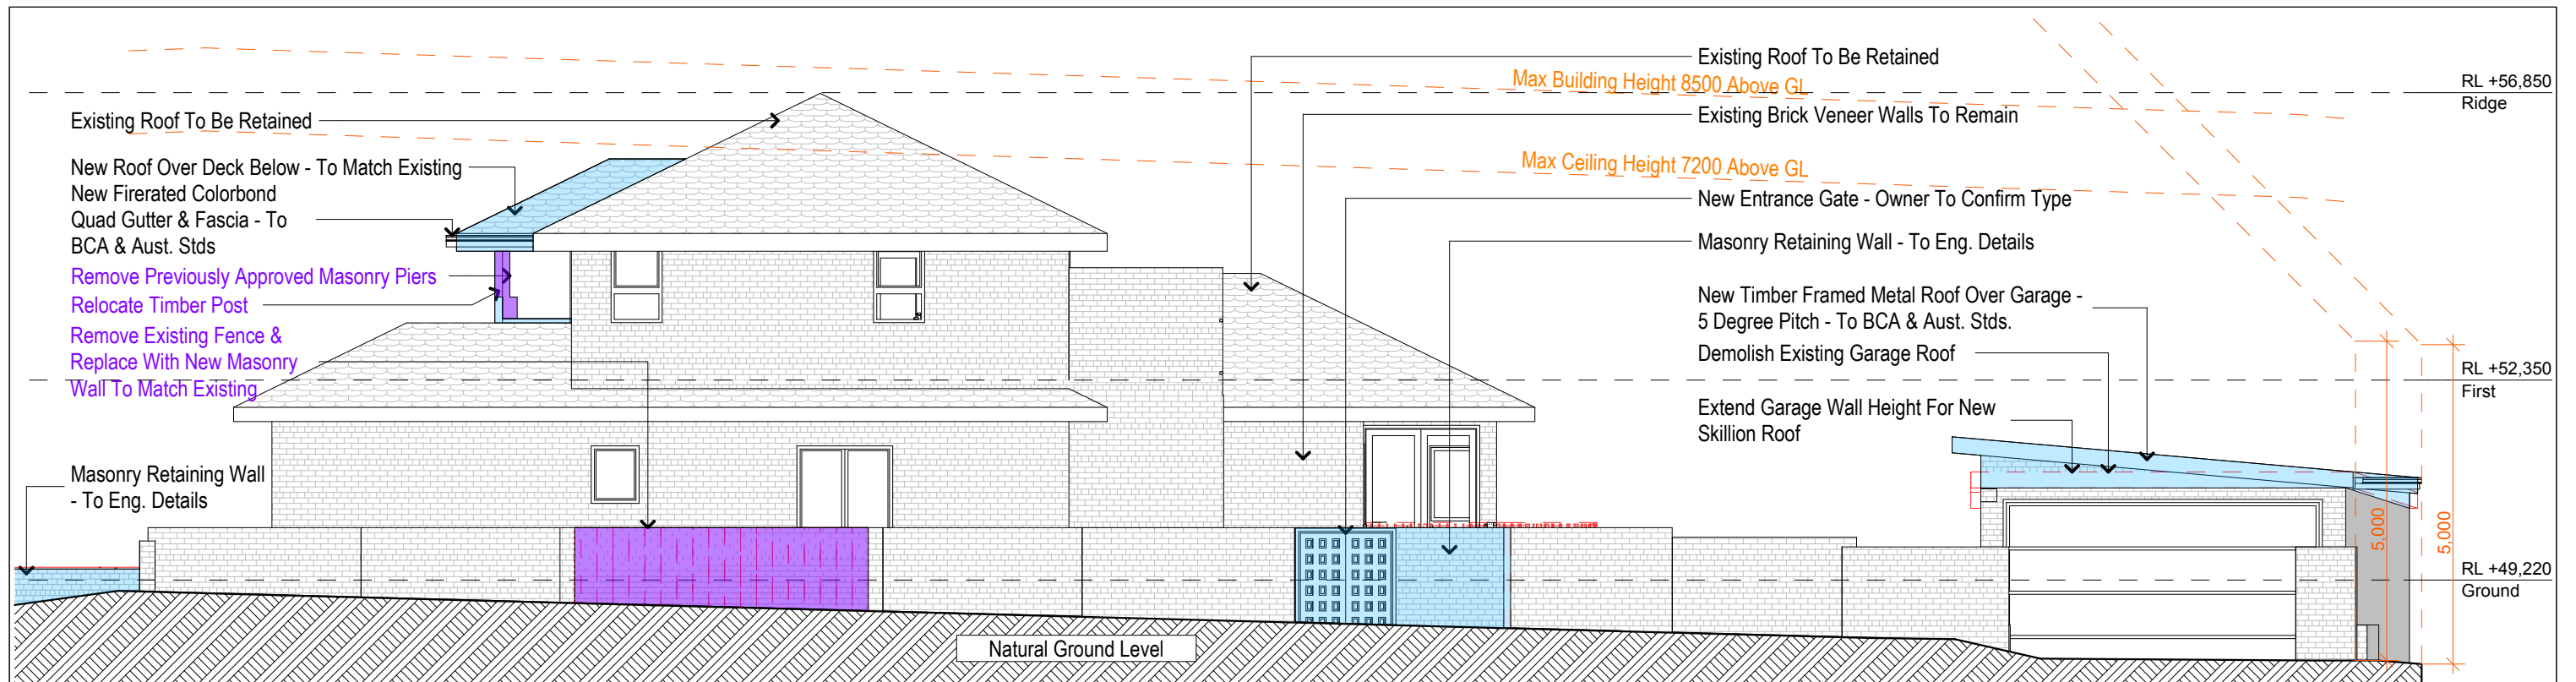 Existing Roof To Be Retained
New Roof Over Deck Below - To Match Existing
New Firerated Colorbond
Quad Gutter & Fascia - To
BCA & Aust. Stds
Remove Previously Approved Masonry Piers
Relocate Timber Post
Remove Existing Fence &
Replace With New Masonry
Wall To Match Existing
Masonry Retaining Wall
- To Eng. Details
Max Building Height 8500 Above GL
Max Ceiling Height 7200 Above GL
Existing Roof To Be Retained
Existing Brick Veneer Walls To Remain
New Entrance Gate - Owner To Confirm Type
Masonry Retaining Wall - To Eng. Details
New Timber Framed Metal Roof Over Garage -
5 Degree Pitch - To BCA & Aust. Stds.
Demolish Existing Garage Roof
Extend Garage Wall Height For New
Skillion Roof
RL +56,850
Ridge
RL +52,350
First
5,000
5,000
RL +49,220
Ground
Natural Ground Level